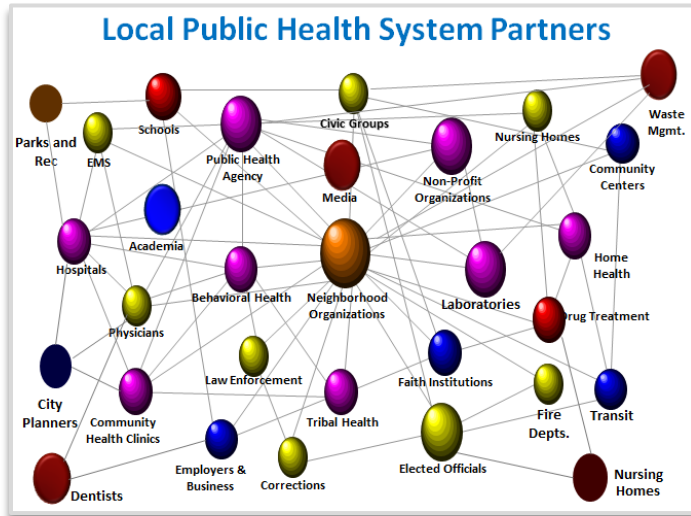 Local Public Health System Partners
Parks and
Rec
Schools
EMS
Public Health
Agency
Civic Groups
Media
Non-Profit
Organizations
Nursing Homes
Waste
Mgmt.
Community
Centers
Academia
Hospitals
Behavioral Health
Neighborhood
Organizations
Laboratories
Home
Health
Physicians
Drug Treatment
City
Planners
Law Enforcement
Faith Institutions
Community
Health Clinics
Tribal Health
Fire
Depts.
Transit
Employers &
Business
Corrections
Elected Officials
Dentists
Nursing
Homes